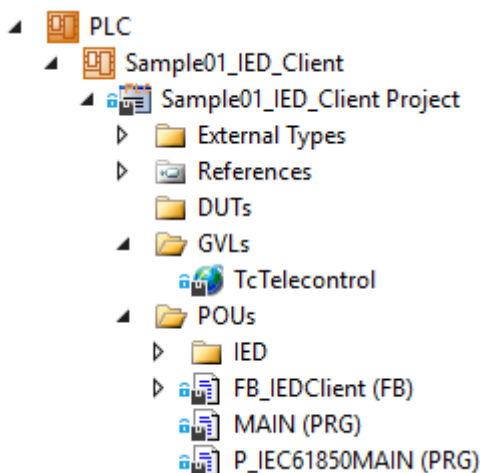 PLC
Sample01_IED_Client
Sample01_IED_Client Project
External Types
References
DUTs
GVLs
TcTelecontrol
POUs
IED
FB_IEDClient (FB)
MAIN (PRG)
P_IEC61850MAIN (PRG)